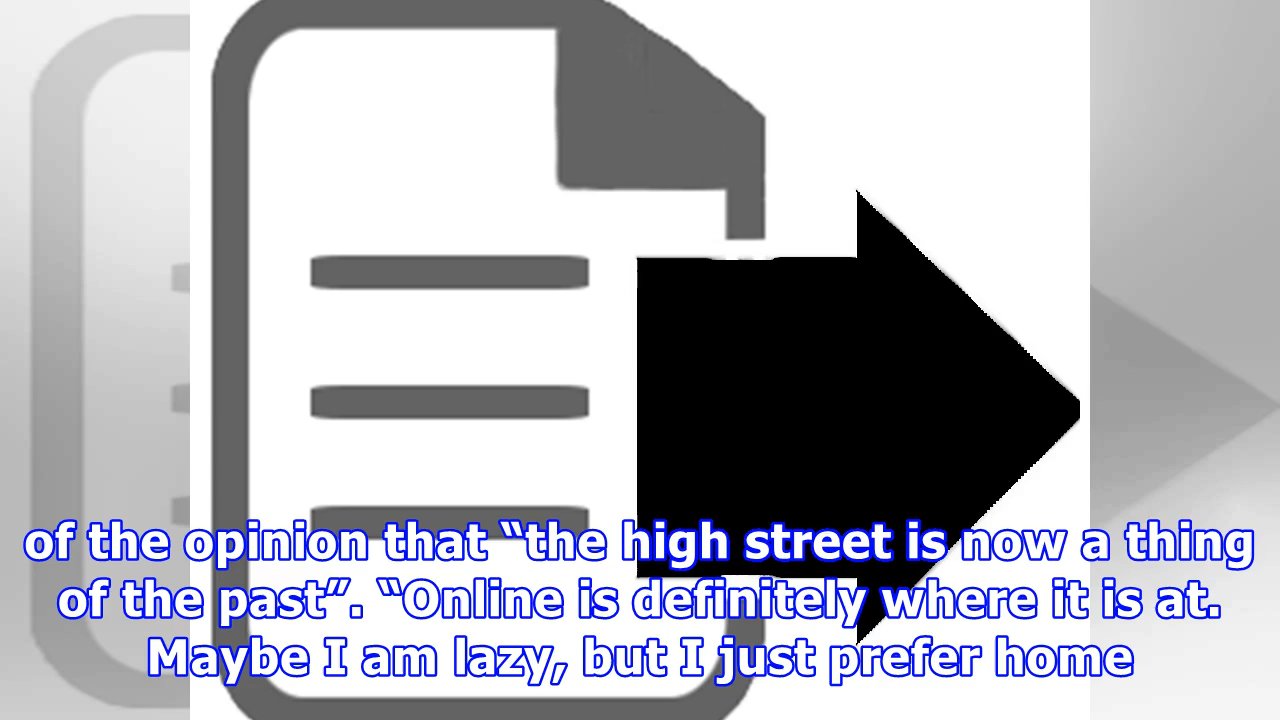 of the opinion that “the high street is now a thing
of the past”. “Online is definitely where it is at.
Maybe I am lazy, but I just prefer home